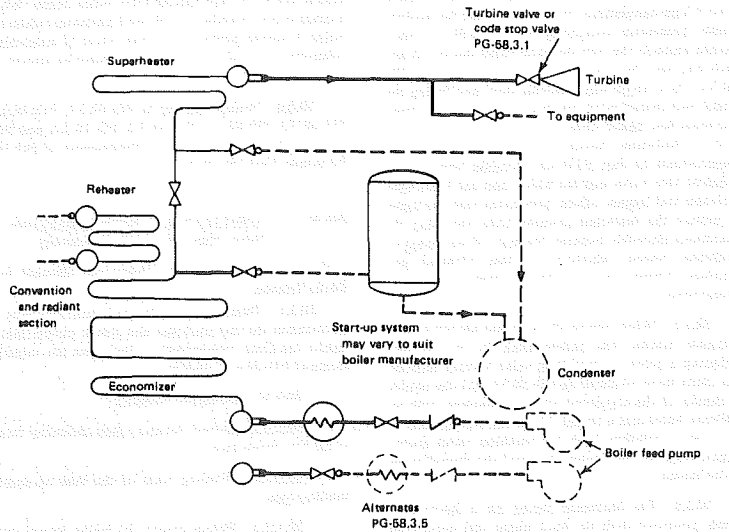 Turbine valve or
code stop valve
PG-58.3.1
Superheater
Turbine
To equipment
Reheater
Convention
and radiant
section
Start-up system
may vary to suit
boiler manufacturer
Condenser
Economizer
Boiler feed pump
Alternates
PG-58.3.5